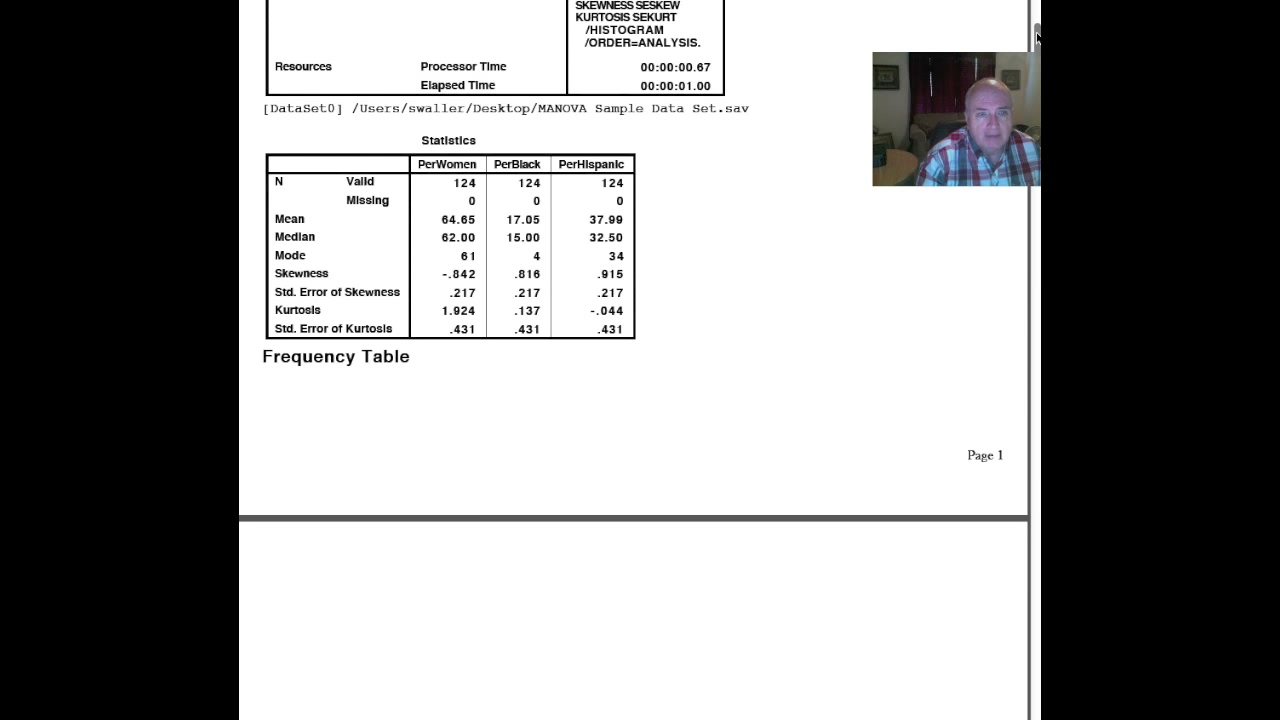 SKEWNESS SESKEW
KURTOSIS SEKURT
/HISTOGRAM
/ORDER=ANALYSIS.
Resources Processor Time 00:00:00.67
Elapsed Time 00:00:01.00
[DataSet0] /Users/swaller/Desktop/MANOVA Sample Data Set.sav
Statistics
PerWomen PerBlack PerHispanic
N Valid 124 124 124
Missing 0 0 0
Mean 64.65 17.05 37.99
Median 62.00 15.00 32.50
Mode 61 4 34
Skewness -.842 .816 .915
Std. Error of Skewness .217 .217 .217
Kurtosis 1.924 .137 -.044
Std. Error of Kurtosis .431 .431 .431
Frequency Table
Page 1